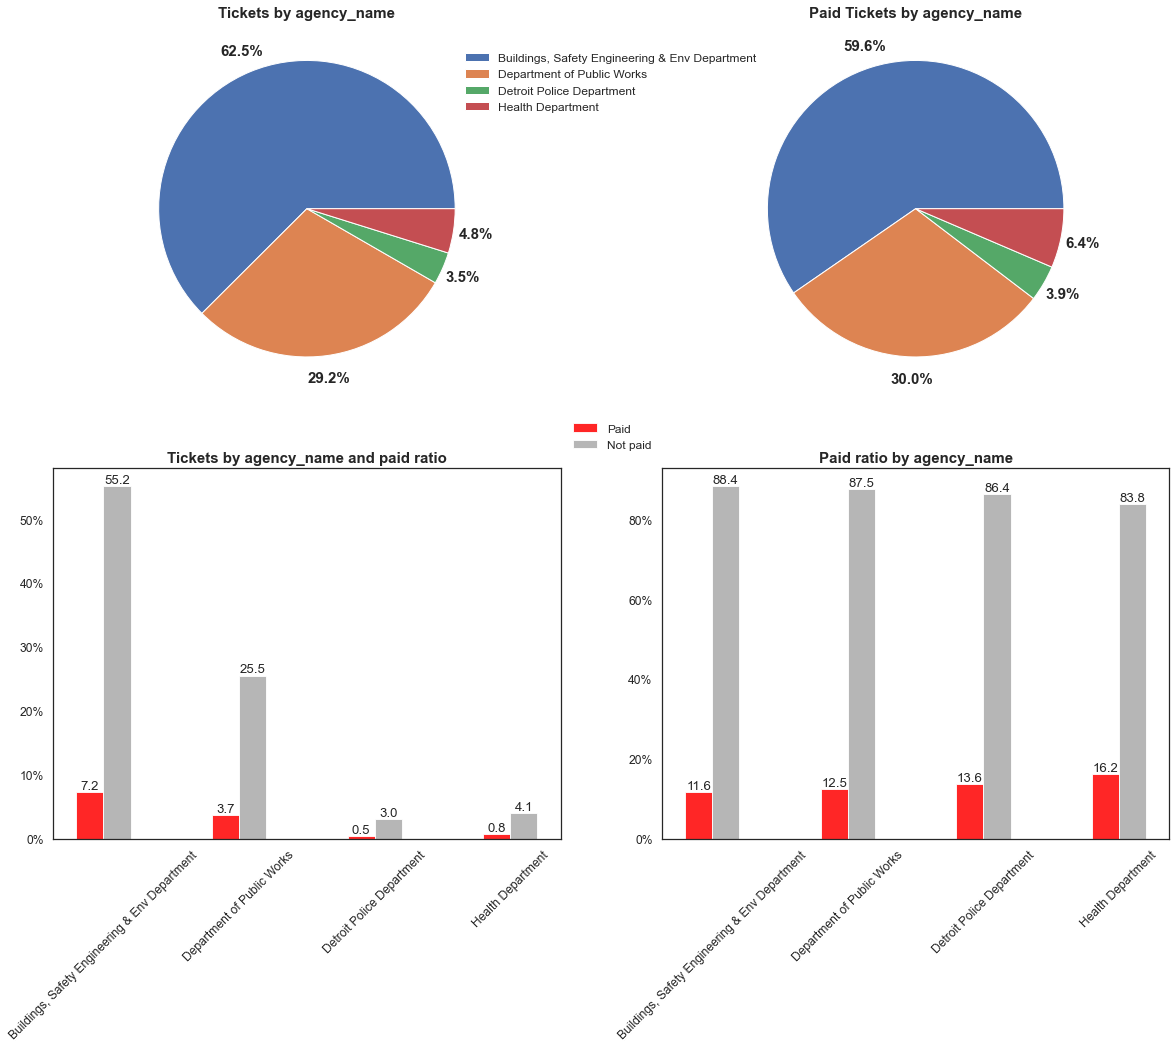 Tickets by agency_name
62.5%
4.8%
3.5%
29.2%
Buildings, Safety Engineering & Env Department
Department of Public Works
Detroit Police Department
Health Department
Paid Tickets by agency_name
59.6%
6.4%
3.9%
30.0%
Paid
Not paid
Tickets by agency_name and paid ratio
50%
40%
30%
20%
10%
0%
7.2
55.2
3.7
25.5
0.5
3.0
0.8
4.1
Buildings, Safety Engineering & Env Department
Department of Public Works
Detroit Police Department
Health Department
Paid ratio by agency_name
80%
60%
40%
20%
0%
11.6
88.4
12.5
87.5
13.6
86.4
16.2
83.8
Buildings, Safety Engineering & Env Department
Department of Public Works
Detroit Police Department
Health Department